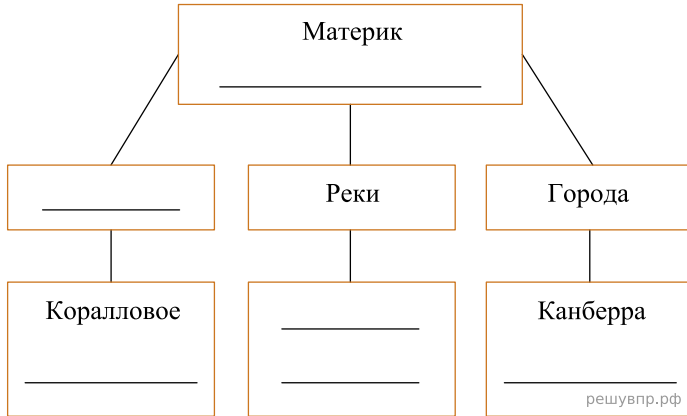 Материк
Реки
Города
Коралловое
Канберра
решувпр.рф